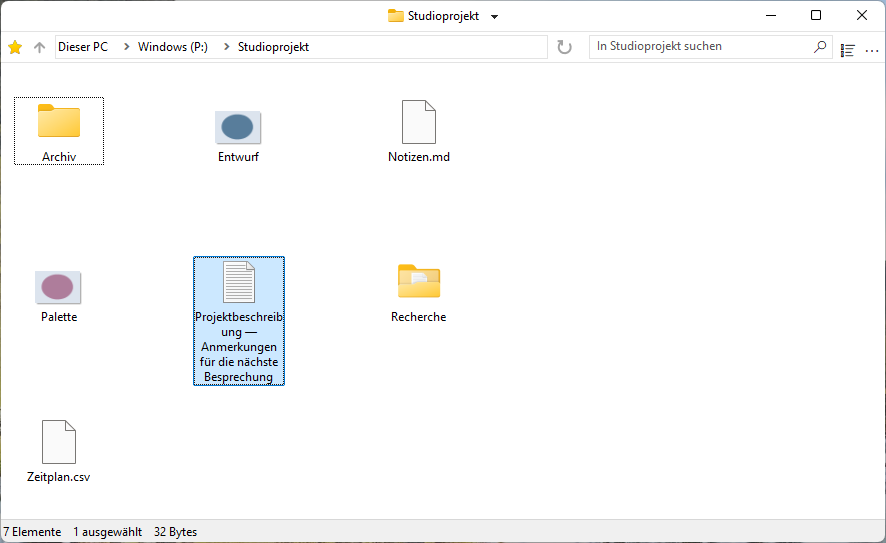 Studioprojekt
Dieser PC > Windows (P:) > Studioprojekt
In Studioprojekt suchen
Archiv
Entwurf
Notizen.md
Palette
Projektbeschreib
ung —
Anmerkungen
für die nächste
Besprechung
Recherche
Zeitplan.csv
7 Elemente 1 ausgewählt 32 Bytes